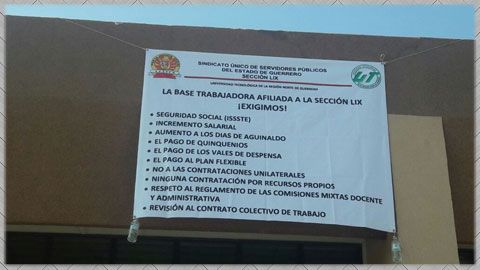 SINDICATO ÚNICO DE SERVIDORES PÚBLICOS
DEL ESTADO DE GUERRERO
SECCIÓN LIX
UNIVERSIDAD TECNOLÓGICA DE LA REGIÓN NORTE DE GUERRERO
LA BASE TRABAJADORA AFILIADA A LA SECCIÓN LIX
¡EXIGIMOS!
• SEGURIDAD SOCIAL (ISSSTE)
• INCREMENTO SALARIAL
• AUMENTO A LOS DIAS DE AGUINALDO
• EL PAGO DE QUINQUENIOS
• EL PAGO DE LOS VALES DE DESPENSA
• EL PAGO AL PLAN FLEXIBLE
• NO A LAS CONTRATACIONES UNILATERALES
• NINGUNA CONTRATACIÓN POR RECURSOS PROPIOS
• RESPETO AL REGLAMENTO DE LAS COMISIONES MIXTAS DOCENTE
Y ADMINISTRATIVA
• REVISIÓN AL CONTRATO COLECTIVO DE TRABAJO